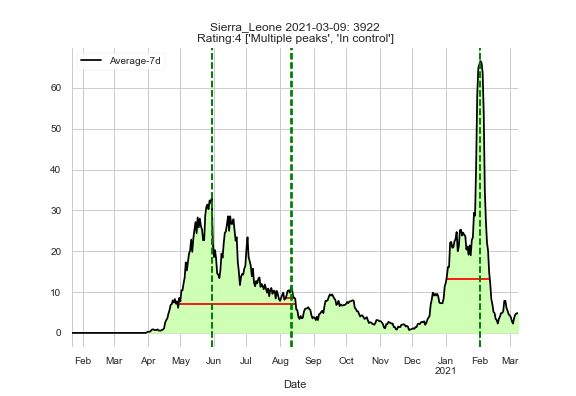 Sierra_Leone 2021-03-09: 3922
Rating:4 ['Multiple peaks', 'In control']
Average-7d
60
50
40
30
20
10
0
Feb Mar Apr May Jun Jul Aug Sep Oct Nov Dec Jan Feb Mar
2021
Date